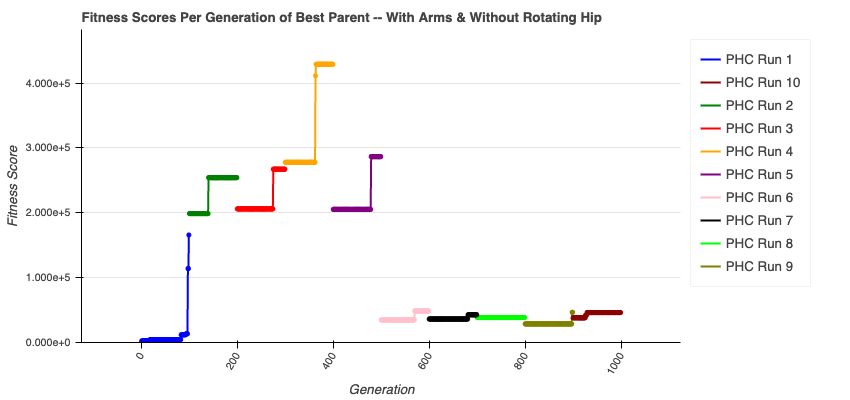 Fitness Scores Per Generation of Best Parent -- With Arms & Without Rotating Hip
Fitness Score
4.000e+5
3.000e+5
2.000e+5
1.000e+5
0.000e+0
0
200
400
600
800
1000
Generation
PHC Run 1
PHC Run 10
PHC Run 2
PHC Run 3
PHC Run 4
PHC Run 5
PHC Run 6
PHC Run 7
PHC Run 8
PHC Run 9